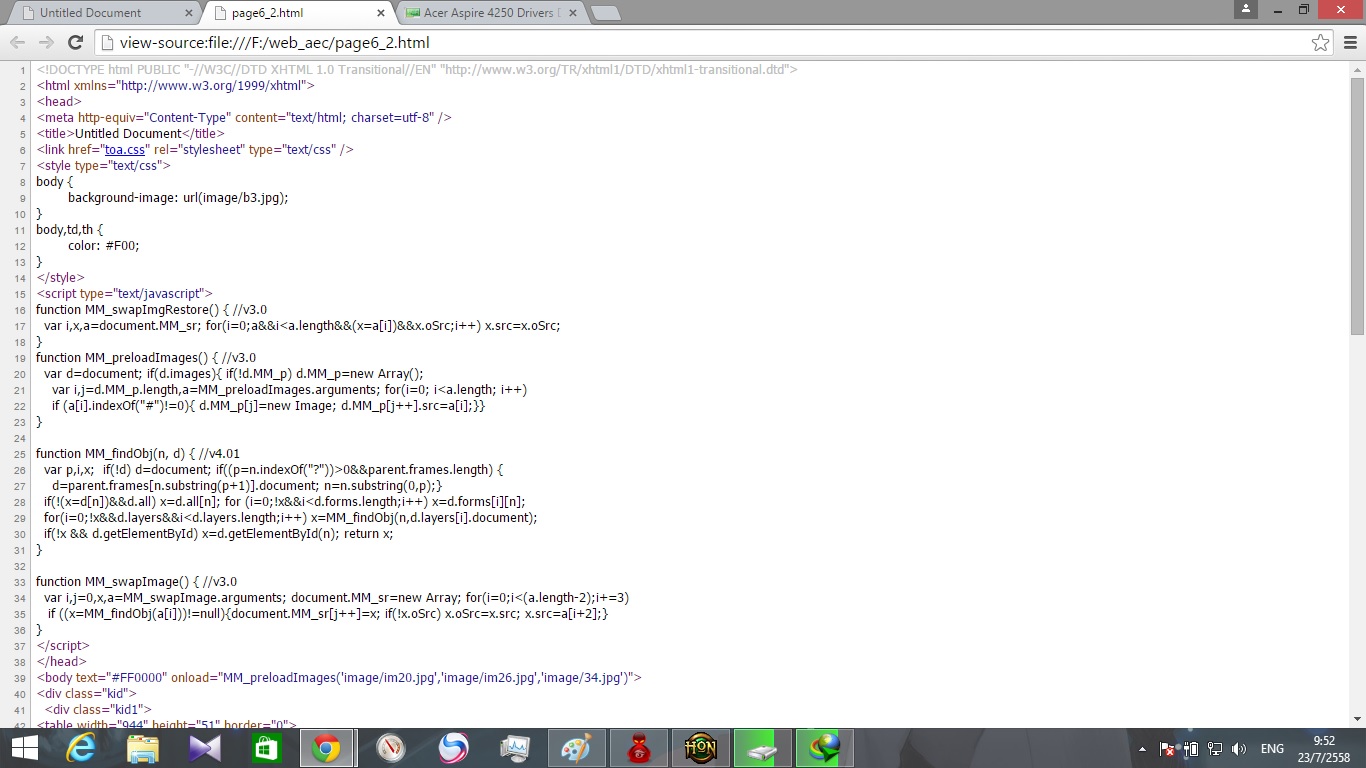 Untitled Document
page6_2.html
Acer Aspire 4250 Drivers
view-source:file:///F:/web_aec/page6_2.html
1 <!DOCTYPE html PUBLIC "-//W3C//DTD XHTML 1.0 Transitional//EN" "http://www.w3.org/TR/xhtml1/DTD/xhtml1-transitional.dtd">
2 <html xmlns="http://www.w3.org/1999/xhtml">
3 <head>
4 <meta http-equiv="Content-Type" content="text/html; charset=utf-8" />
5 <title>Untitled Document</title>
6 <link href="toa.css" rel="stylesheet" type="text/css" />
7 <style type="text/css">
8 body {
9 background-image: url(image/b3.jpg);
10 }
11 body,td,th {
12 color: #F00;
13 }
14 </style>
15 <script type="text/javascript">
16 function MM_swapImgRestore() { //v3.0
17 var i,x,a=document.MM_sr; for(i=0;a&&i<a.length&&(x=a[i])&&x.oSrc;i++) x.src=x.oSrc;
18 }
19 function MM_preloadImages() { //v3.0
20 var d=document; if(d.images){ if(!d.MM_p) d.MM_p=new Array();
21 var i,j=d.MM_p.length,a=MM_preloadImages.arguments; for(i=0; i<a.length; i++)
22 if (a[i].indexOf("#")!=0){ d.MM_p[j]=new Image; d.MM_p[j++].src=a[i];}}
23 }
24
25 function MM_findObj(n, d) { //v4.01
26 var p,i,x;  if(!d) d=document; if((p=n.indexOf("?"))>0&&parent.frames.length) {
27 d=parent.frames[n.substring(p+1)].document; n=n.substring(0,p);}
28 if(!(x=d[n])&&d.all) x=d.all[n]; for (i=0;!x&&i<d.forms.length;i++) x=d.forms[i][n];
29 for(i=0;!x&&d.layers&&i<d.layers.length;i++) x=MM_findObj(n,d.layers[i].document);
30 if(!x && d.getElementById) x=d.getElementById(n); return x;
31 }
32
33 function MM_swapImage() { //v3.0
34 var i,j=0,x,a=MM_swapImage.arguments; document.MM_sr=new Array; for(i=0;i<(a.length-2);i+=3)
35 if ((x=MM_findObj(a[i]))!=null){document.MM_sr[j++]=x; if(!x.oSrc) x.oSrc=x.src; x.src=a[i+2];}
36 }
37 </script>
38 </head>
39 <body text="#FF0000" onload="MM_preloadImages('image/im20.jpg','image/im26.jpg','image/34.jpg')">
40 <div class="kid">
41 <div class="kid1">
42 <table width="944" height="51" border="0">
HON
ENG
9:52
23/7/2558